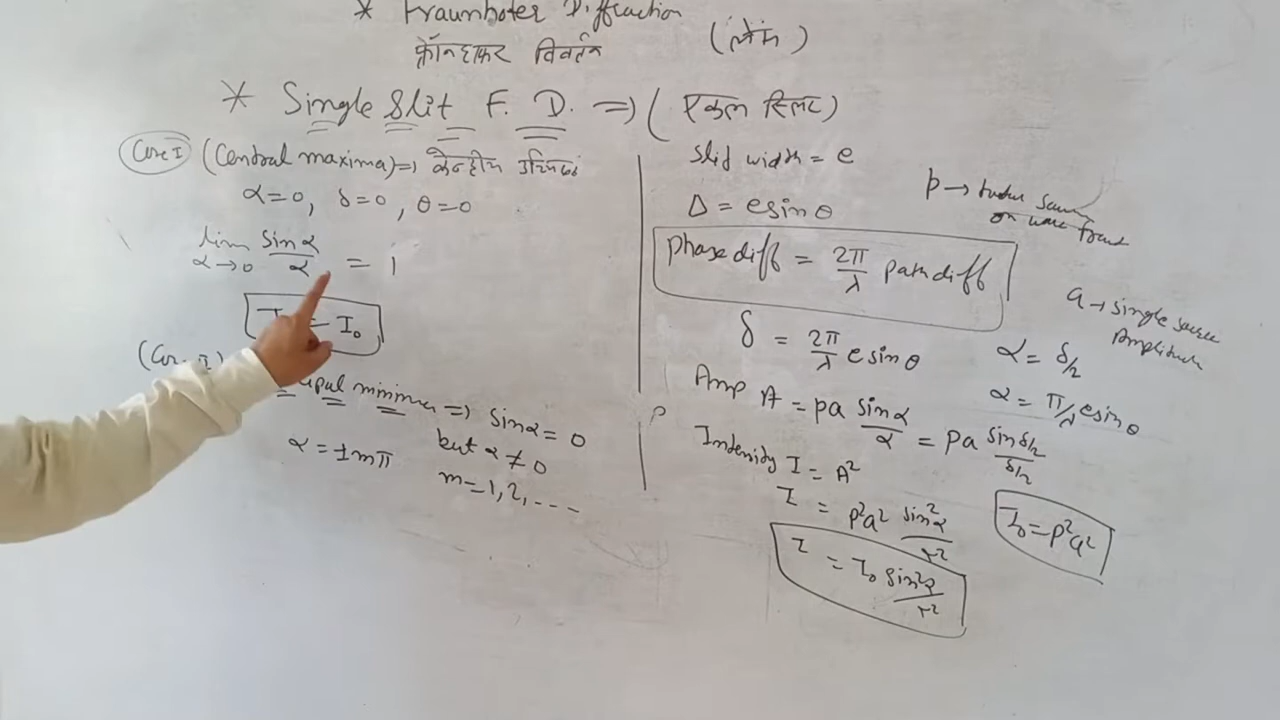 * Fraunhofer Diffraction
फ्रॉनहाफर विवर्तन (लेंस)
* Single Slit F. D. => (एकल स्लिट)
Case I (Central maxima) => केन्द्रीय उच्चिष्ठ
α=0, δ=0, θ=0
lim α→0 sinα/α = 1
= I₀
minima => sinα = 0
but α ≠ 0
α = ±mπ m=1,2,---
slid width = e
Δ = e sinθ
phase diff = 2π/λ path diff
δ = 2π/λ e sinθ
Amp A = pa sinα/α = pa sinδ/2 / δ/2
Intensity I = A²
I = p²a² sin²α/α²
I = I₀ sin²α/α²
p →
on wave front
a → single source
Amplitude
α = δ/2
α = π/λ e sinθ
I₀ = p²a²